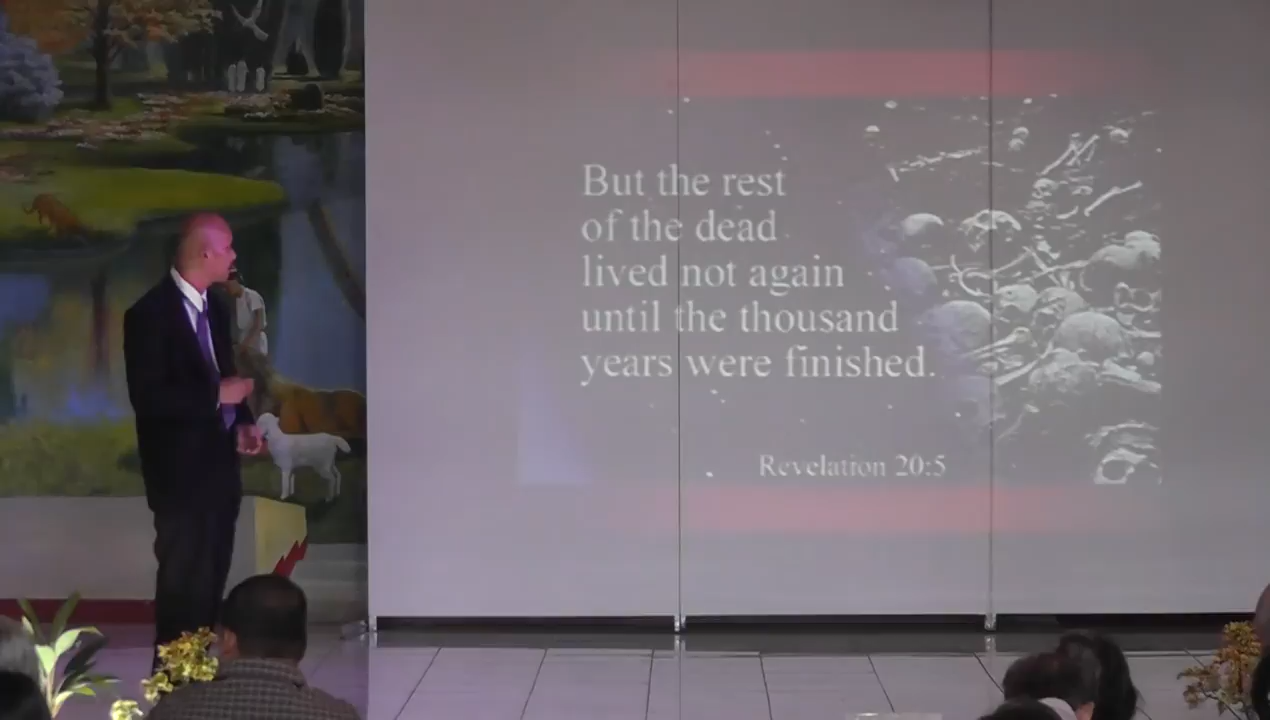 But the rest
of the dead
lived not again
until the thousand
years were finished.
Revelation 20:5